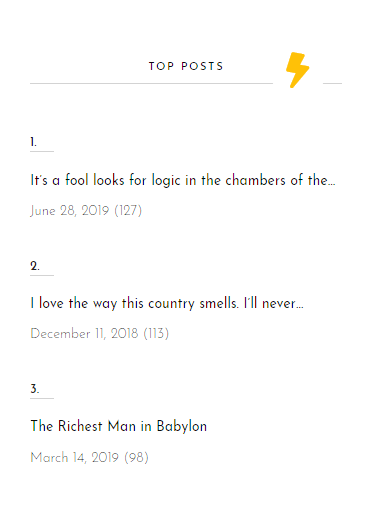 TOP POSTS
1.
It's a fool looks for logic in the chambers of the...
June 28, 2019 (127)
2.
I love the way this country smells. I'll never...
December 11, 2018 (113)
3.
The Richest Man in Babylon
March 14, 2019 (98)